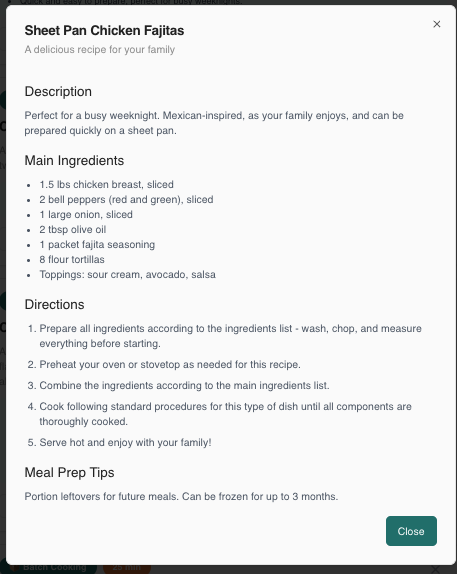 Sheet Pan Chicken Fajitas
A delicious recipe for your family
Description
Perfect for a busy weeknight. Mexican-inspired, as your family enjoys, and can be
prepared quickly on a sheet pan.
Main Ingredients
• 1.5 lbs chicken breast, sliced
• 2 bell peppers (red and green), sliced
• 1 large onion, sliced
• 2 tbsp olive oil
• 1 packet fajita seasoning
• 8 flour tortillas
• Toppings: sour cream, avocado, salsa
Directions
1. Prepare all ingredients according to the ingredients list - wash, chop, and measure
everything before starting.
2. Preheat your oven or stovetop as needed for this recipe.
3. Combine the ingredients according to the main ingredients list.
4. Cook following standard procedures for this type of dish until all components are
thoroughly cooked.
5. Serve hot and enjoy with your family!
Meal Prep Tips
Portion leftovers for future meals. Can be frozen for up to 3 months.
Close
Batch Cooking